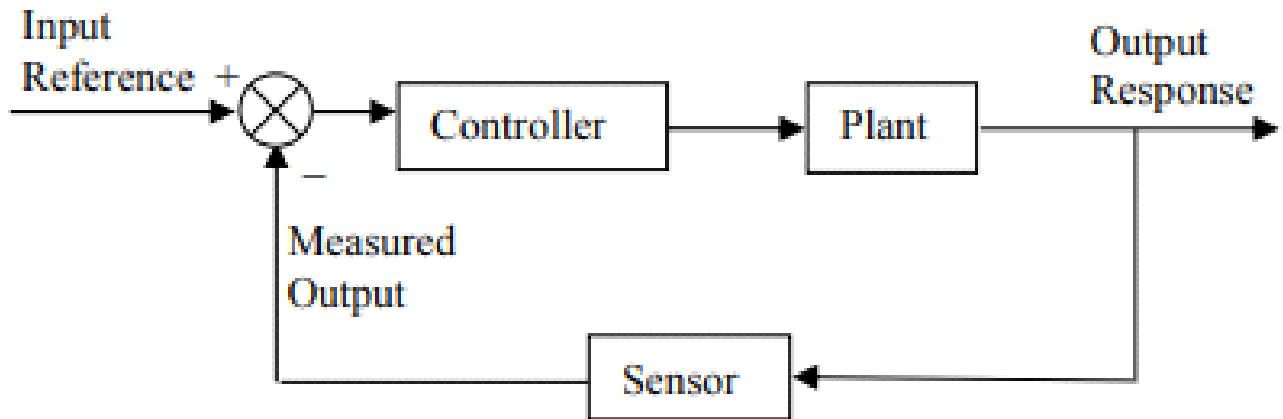 Input
Reference +
Output
Response
Controller
Plant
−
Measured
Output
Sensor